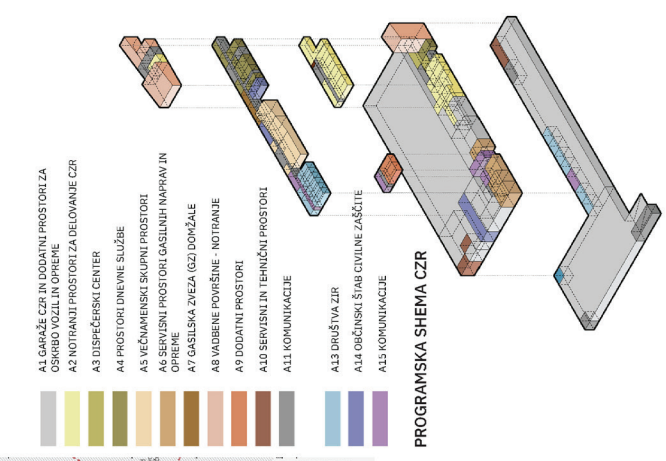 A1 GARAŽE CZR IN DODATNI PROSTORI ZA
OSKRBO VOZIL IN OPREME
A2 NOTRANJI PROSTORI ZA DELOVANJE CZR
A3 DISPEČERSKI CENTER
A4 PROSTORI DNEVNE SLUŽBE
A5 VEČNAMENSKI SKUPNI PROSTORI
A6 SERVISNI PROSTORI GASILNIH NAPRAV IN
OPREME
A7 GASILSKA ZVEZA (GZ) DOMŽALE
A8 VADBENE POVRŠINE - NOTRANJE
A9 DODATNI PROSTORI
A10 SERVISNI IN TEHNIČNI PROSTORI
A11 KOMUNIKACIJE
A13 DRUŠTVA ZIR
A14 OBČINSKI ŠTAB CIVILNE ZAŠČITE
A15 KOMUNIKACIJE
PROGRAMSKA SHEMA CZR